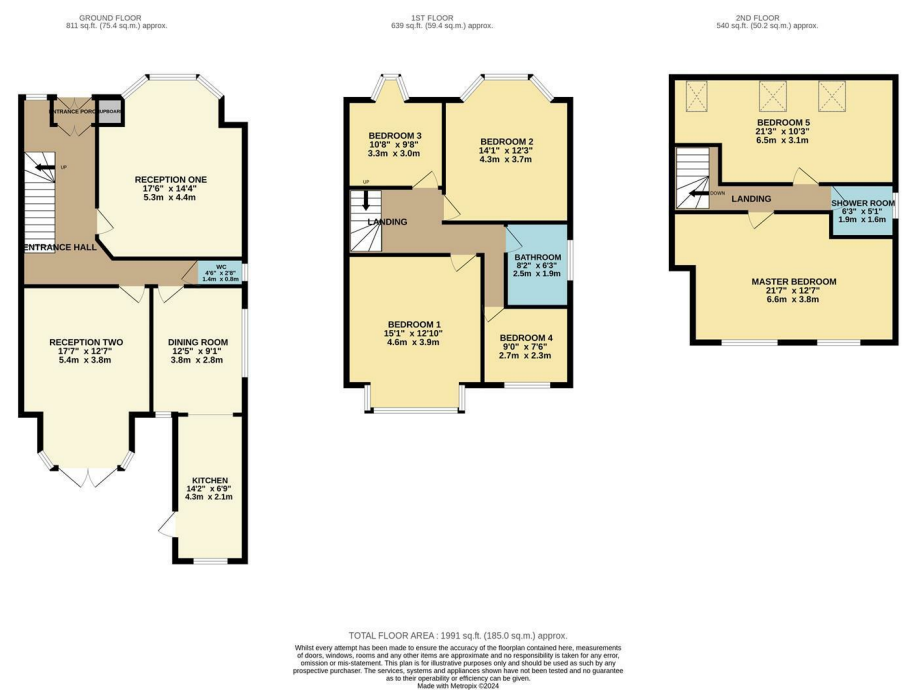 GROUND FLOOR
811 sq.ft. (75.4 sq.m.) approx.
1ST FLOOR
639 sq.ft. (59.4 sq.m.) approx.
2ND FLOOR
540 sq.ft. (50.2 sq.m.) approx.
ENTRANCE PORCH
CUPBOARD
UP
RECEPTION ONE
17'6" x 14'4"
5.3m x 4.4m
ENTRANCE HALL
WC
4'6" x 2'8"
1.4m x 0.8m
RECEPTION TWO
17'7" x 12'7"
5.4m x 3.8m
DINING ROOM
12'5" x 9'1"
3.8m x 2.8m
KITCHEN
14'2" x 6'9"
4.3m x 2.1m
BEDROOM 3
10'8" x 9'8"
3.3m x 3.0m
BEDROOM 2
14'1" x 12'3"
4.3m x 3.7m
UP
LANDING
BATHROOM
8'2" x 6'3"
2.5m x 1.9m
BEDROOM 1
15'1" x 12'10"
4.6m x 3.9m
BEDROOM 4
9'0" x 7'6"
2.7m x 2.3m
BEDROOM 5
21'3" x 10'3"
6.5m x 3.1m
DOWN
LANDING
SHOWER ROOM
6'3" x 5'1"
1.9m x 1.6m
MASTER BEDROOM
21'7" x 12'7"
6.6m x 3.8m
TOTAL FLOOR AREA : 1991 sq.ft. (185.0 sq.m.) approx.
Whilst every attempt has been made to ensure the accuracy of the floorplan contained here, measurements
of doors, windows, rooms and any other items are approximate and no responsibility is taken for any error,
omission or mis-statement. This plan is for illustrative purposes only and should be used as such by any
prospective purchaser. The services, systems and appliances shown have not been tested and no guarantee
as to their operability or efficiency can be given.
Made with Metropix ©2024